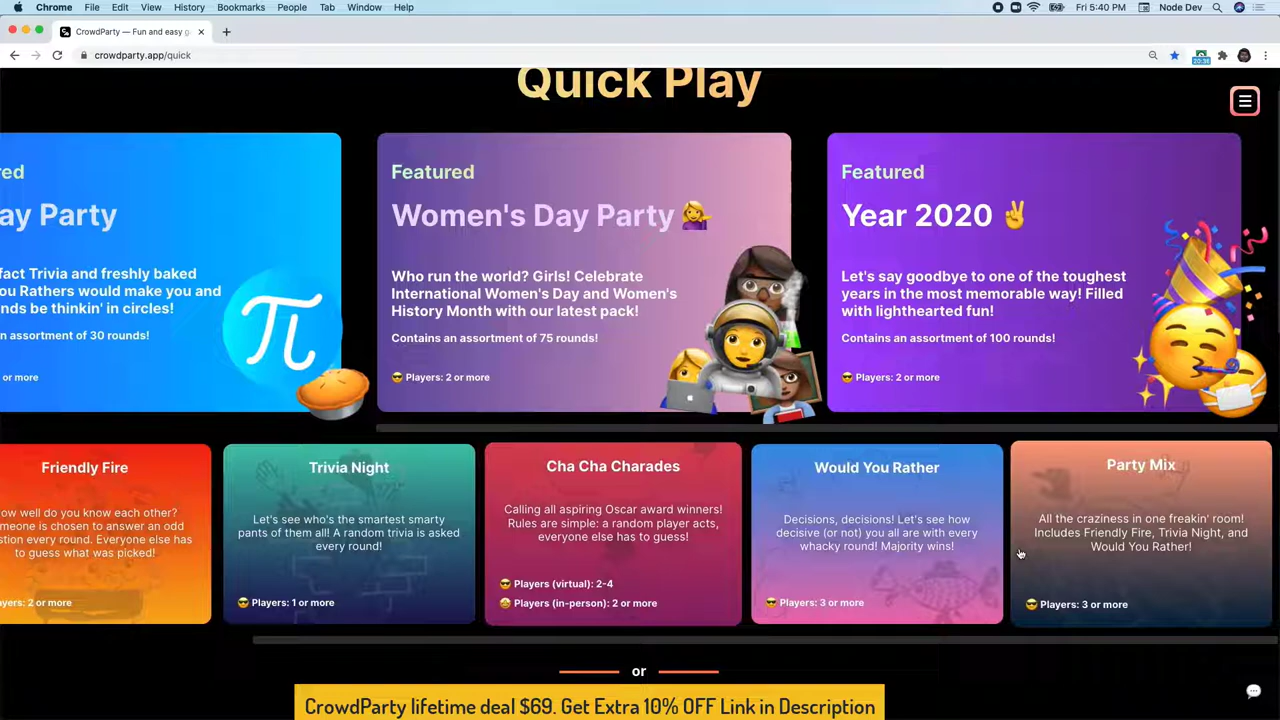 Chrome File Edit View History Bookmarks People Tab Window Help
Fri 5:40 PM Node Dev
CrowdParty — Fun and easy g
crowdparty.app/quick
Quick Play
Featured
Women's Day Party
Who run the world? Girls! Celebrate
International Women's Day and Women's
History Month with our latest pack!
Contains an assortment of 75 rounds!
Players: 2 or more
Featured
Year 2020
Let's say goodbye to one of the toughest
years in the most memorable way! Filled
with lighthearted fun!
Contains an assortment of 100 rounds!
Players: 2 or more
ed
ay Party
fact Trivia and freshly baked
ou Rathers would make you and
nds be thinkin' in circles!
n an assortment of 30 rounds!
or more
π
Friendly Fire
ow well do you know each other?
meone is chosen to answer an odd
stion every round. Everyone else has
to guess what was picked!
ayers: 2 or more
Trivia Night
Let's see who's the smartest smarty
pants of them all! A random trivia is asked
every round!
Players: 1 or more
Cha Cha Charades
Calling all aspiring Oscar award winners!
Rules are simple: a random player acts,
everyone else has to guess!
Players (virtual): 2-4
Players (in-person): 2 or more
Would You Rather
Decisions, decisions! Let's see how
decisive (or not) you all are with every
whacky round! Majority wins!
Players: 3 or more
Party Mix
All the craziness in one freakin' room!
Includes Friendly Fire, Trivia Night, and
Would You Rather!
Players: 3 or more
or
CrowdParty lifetime deal $69. Get Extra 10% OFF Link in Description